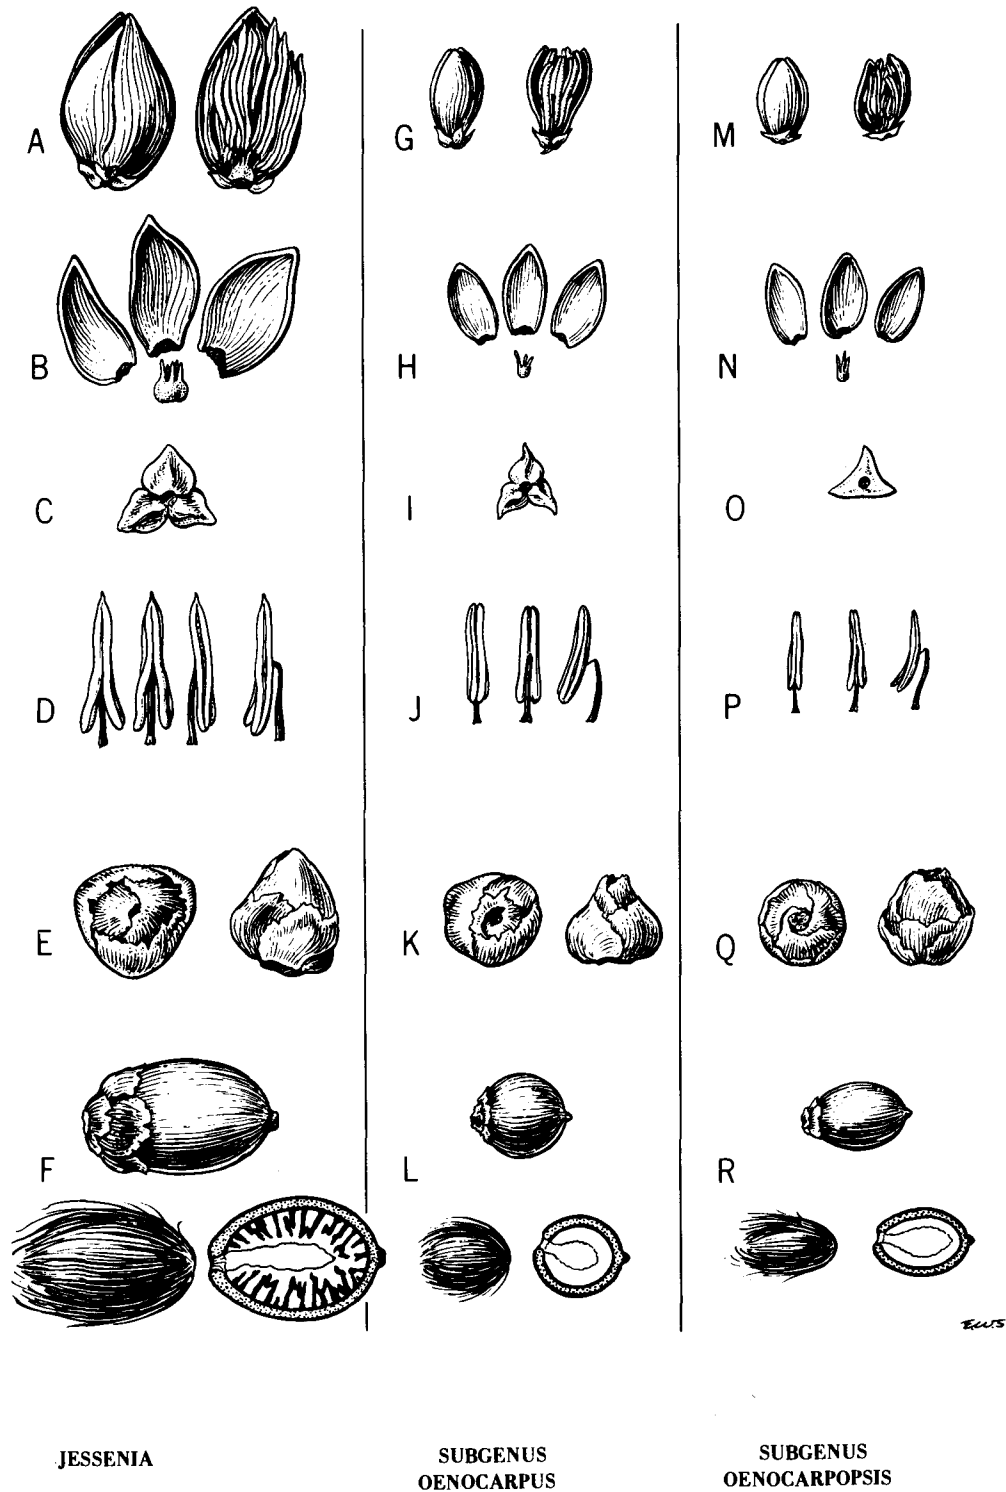 A
G
M
B
H
N
C
I
O
D
J
P
E
K
Q
F
L
R
E.W.S
JESSENIA
SUBGENUS
OENOCARPUS
SUBGENUS
OENOCARPOPSIS